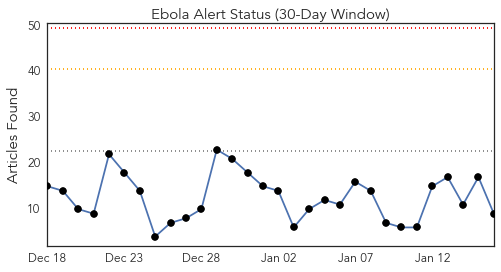 Ebola Alert Status (30-Day Window)
Articles Found
50
40
30
20
10
Dec 18 Dec 23 Dec 28 Jan 02 Jan 07 Jan 12